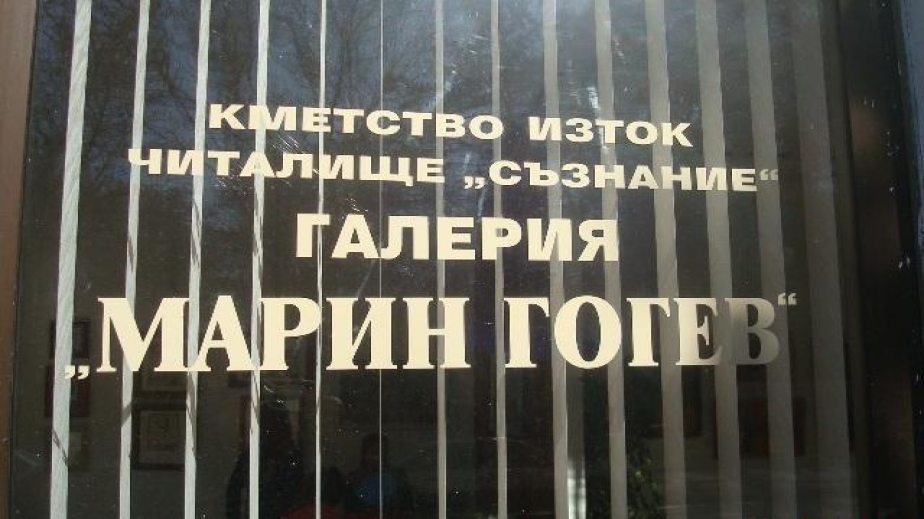 КМЕТСТВО ИЗТОК
ЧИТАЛИЩЕ „СЪЗНАНИЕ“
ГАЛЕРИЯ
„МАРИН ГОГЕВ“